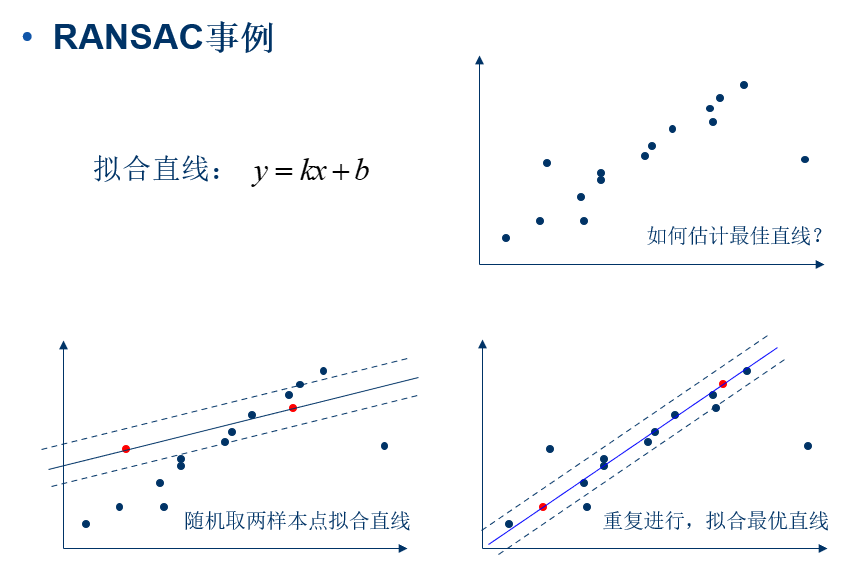 • RANSAC事例
拟合直线： y = kx + b
如何估计最佳直线？
随机取两样本点拟合直线
重复进行，拟合最优直线